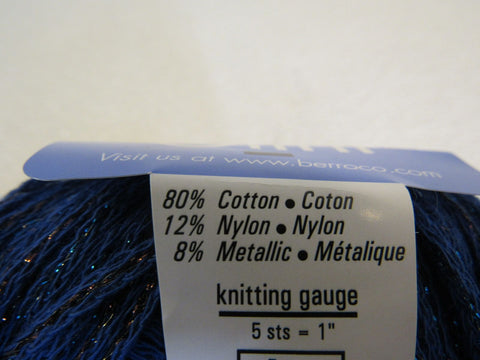 Visit us at www.berroco.com
80% Cotton • Coton
12% Nylon • Nylon
8% Metallic • Métalique
knitting gauge
5 sts = 1"